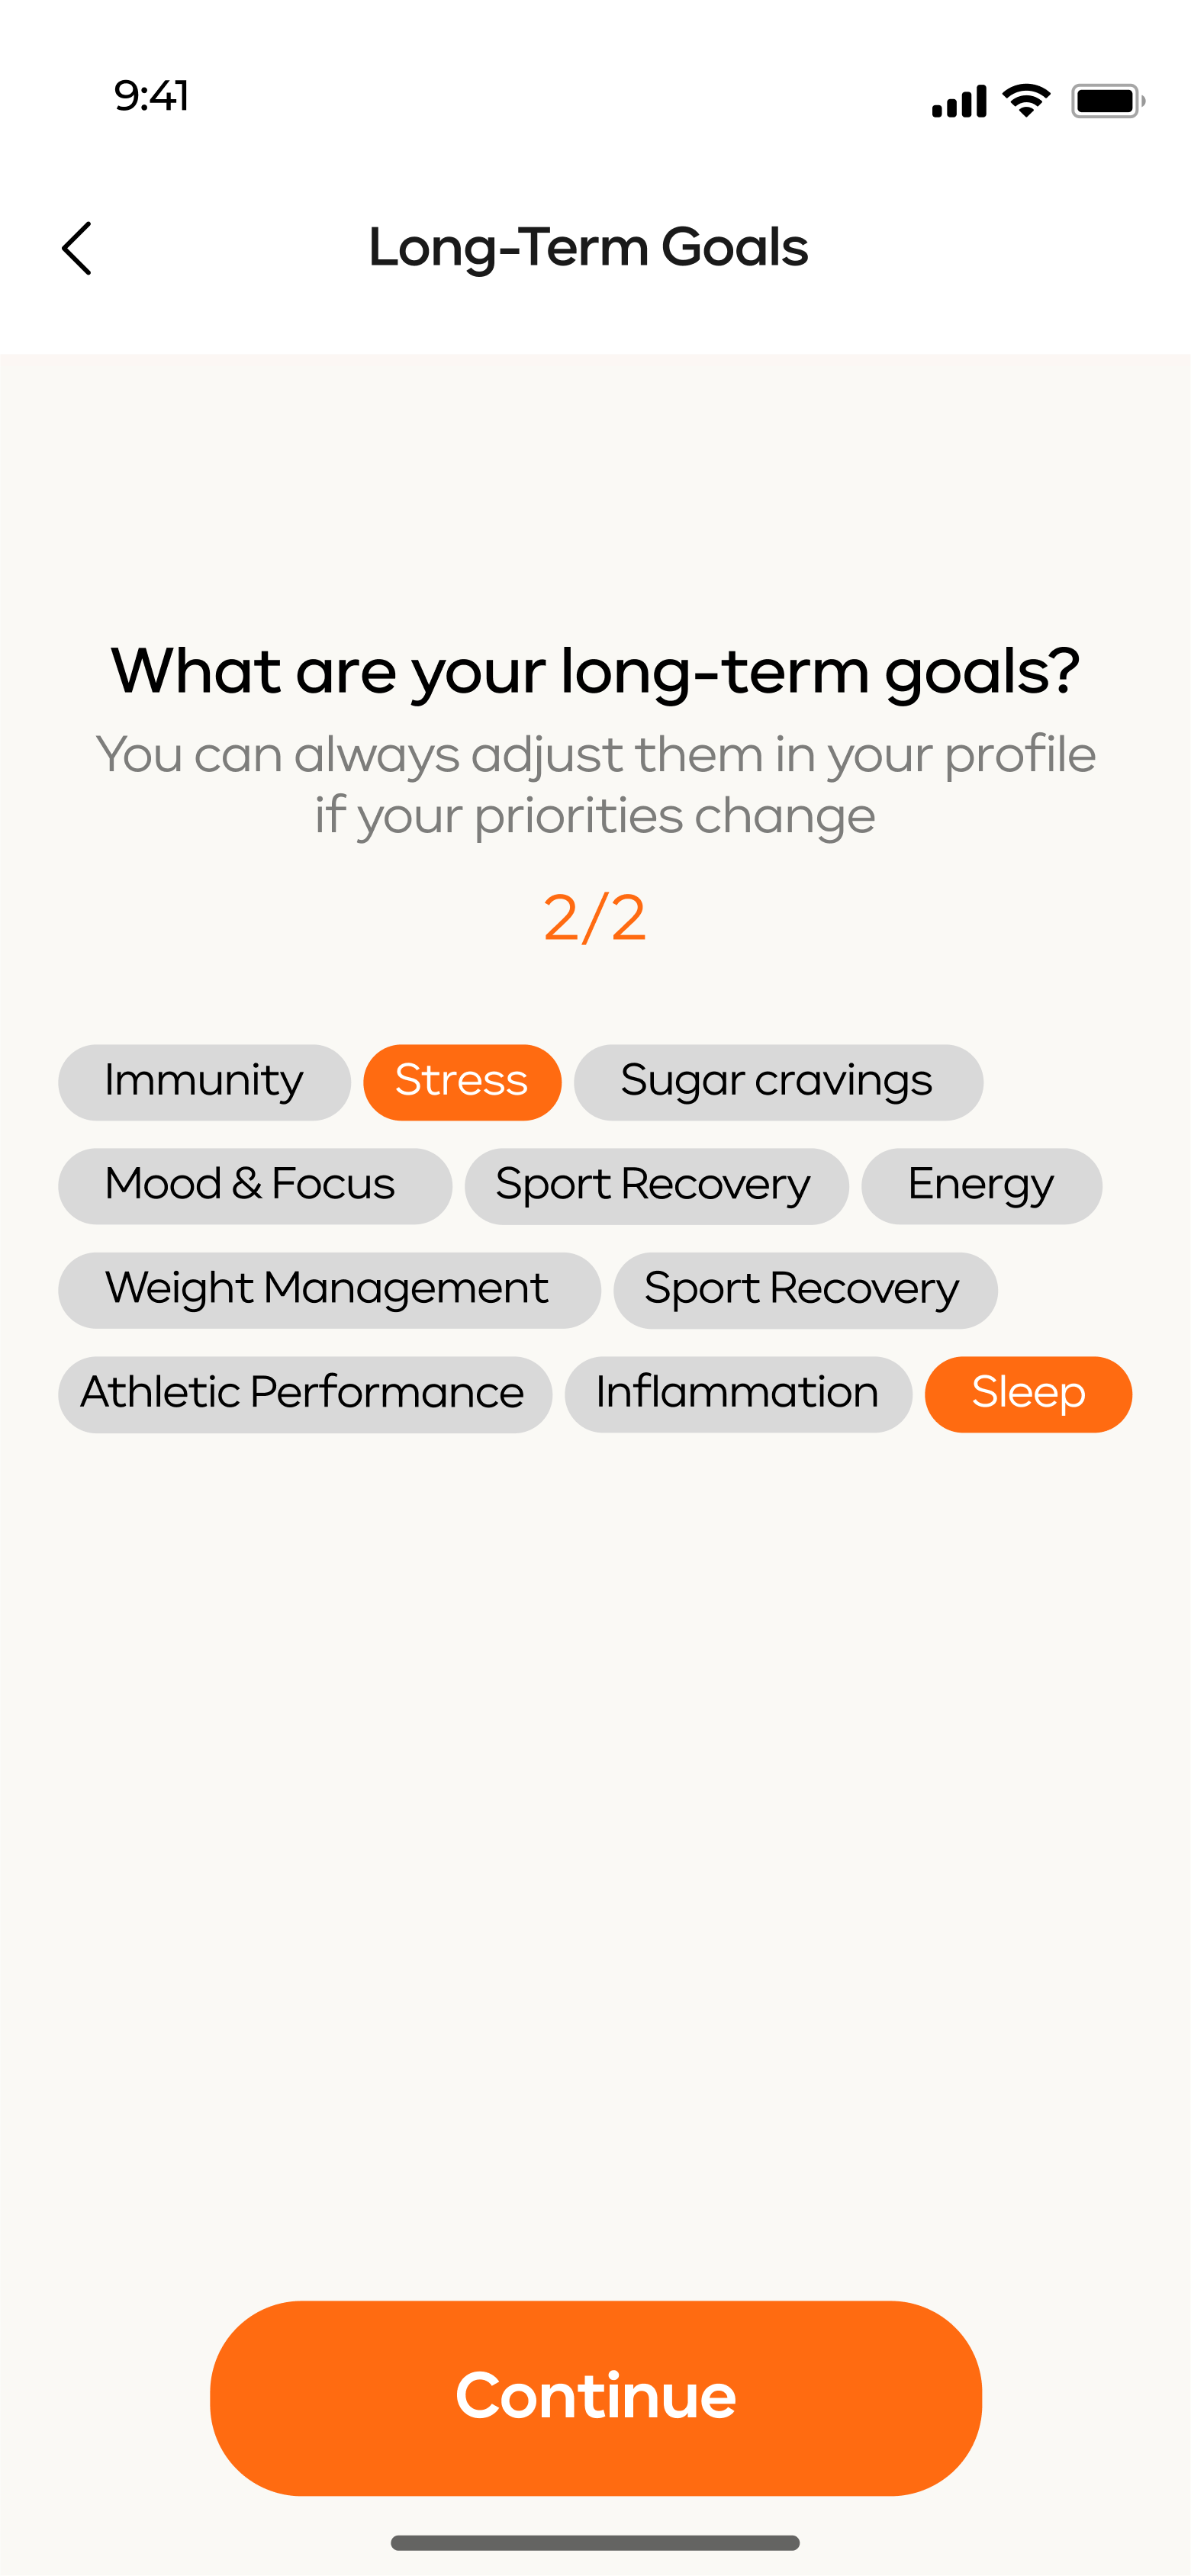 9:41
Long-Term Goals
What are your long-term goals?
You can always adjust them in your profile
if your priorities change
2/2
Immunity Stress Sugar cravings
Mood & Focus Sport Recovery Energy
Weight Management Sport Recovery
Athletic Performance Inflammation Sleep
Continue